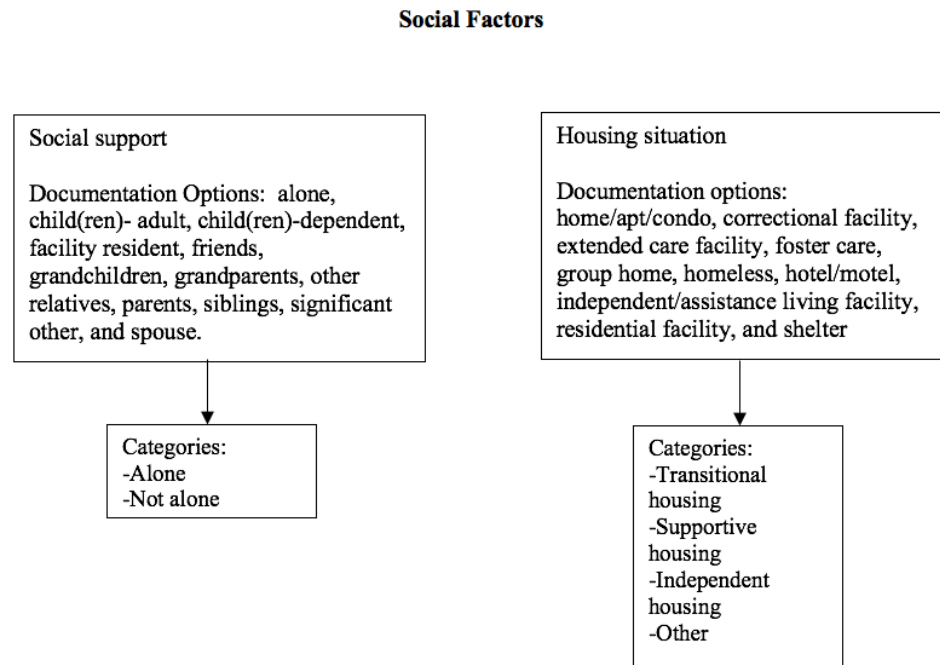 Social Factors
Social support
Documentation Options: alone,
child(ren)- adult, child(ren)-dependent,
facility resident, friends,
grandchildren, grandparents, other
relatives, parents, siblings, significant
other, and spouse.
Housing situation
Documentation options:
home/apt/condo, correctional facility,
extended care facility, foster care,
group home, homeless, hotel/motel,
independent/assistance living facility,
residential facility, and shelter
Categories:
-Alone
-Not alone
Categories:
-Transitional
housing
-Supportive
housing
-Independent
housing
-Other